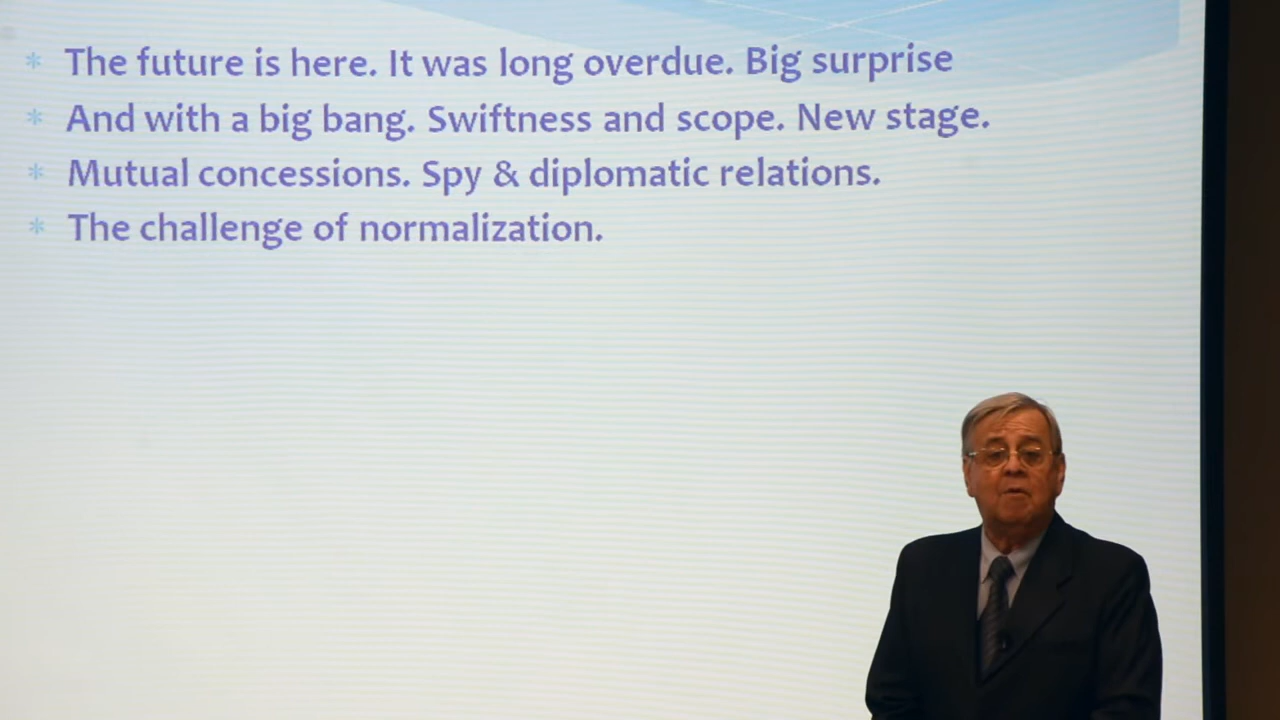 * The future is here. It was long overdue. Big surprise
* And with a big bang. Swiftness and scope. New stage.
* Mutual concessions. Spy & diplomatic relations.
* The challenge of normalization.